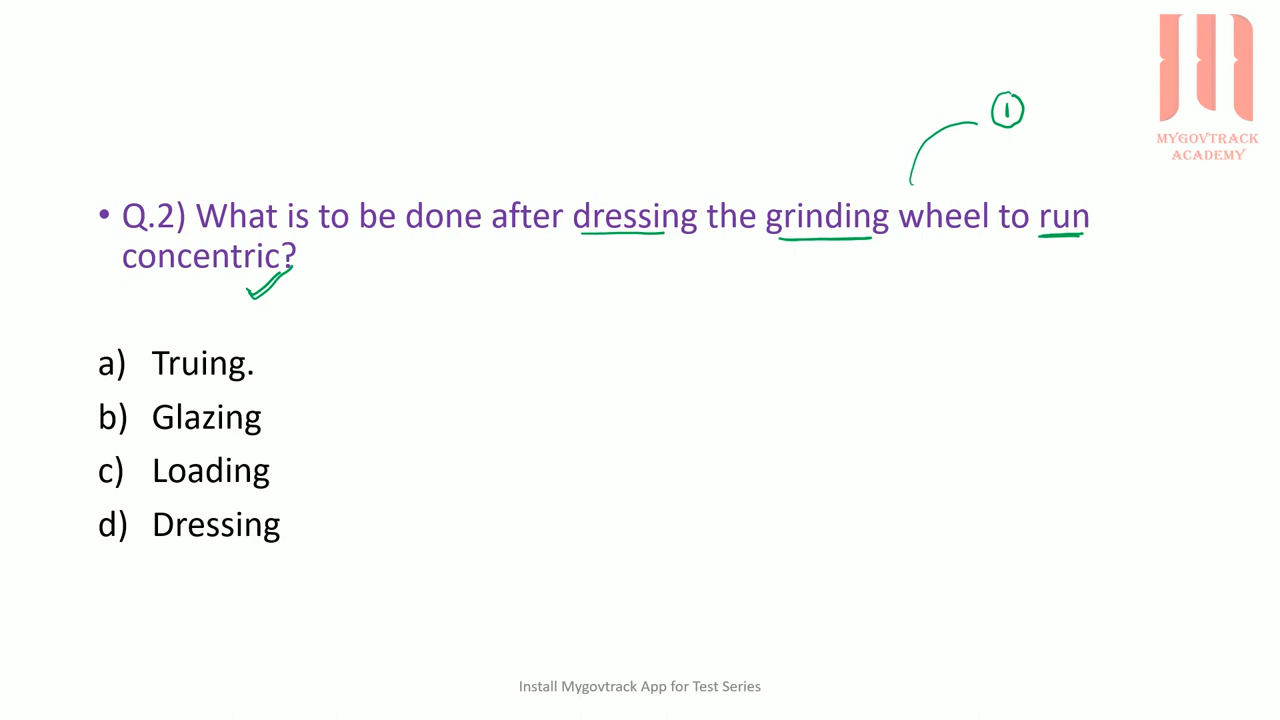 1
MYGOVTRACK
ACADEMY
• Q.2) What is to be done after dressing the grinding wheel to run
concentric?
a) Truing.
b) Glazing
c) Loading
d) Dressing
Install Mygovtrack App for Test Series